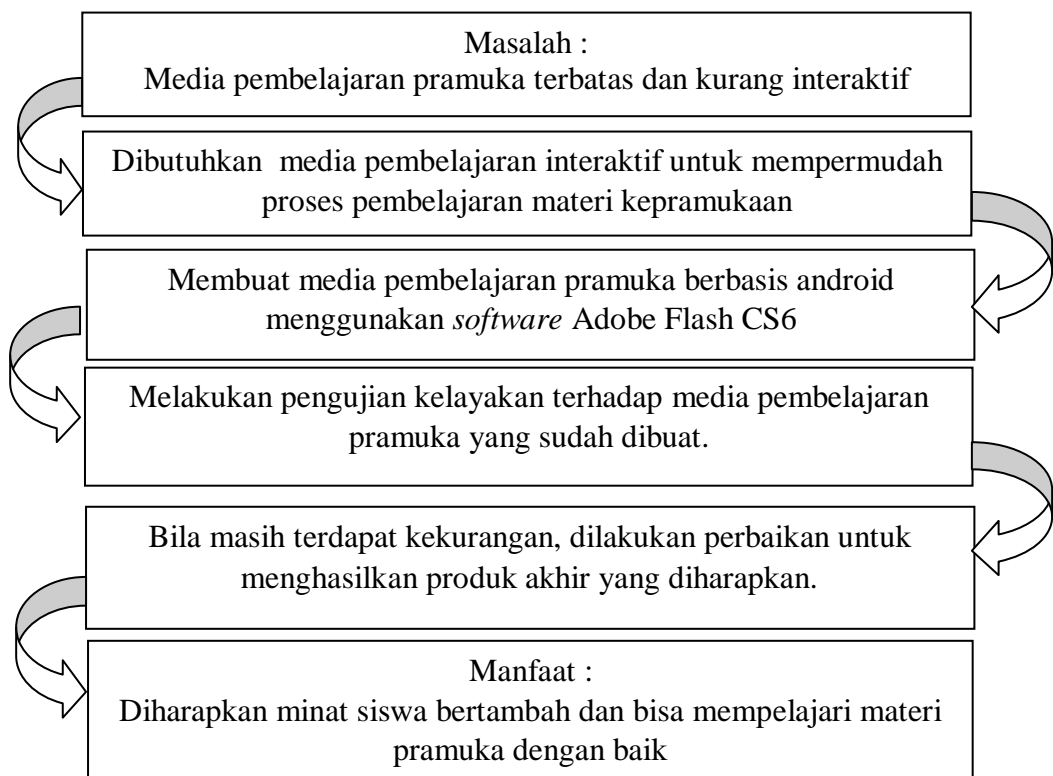 Masalah :
Media pembelajaran pramuka terbatas dan kurang interaktif
Dibutuhkan  media pembelajaran interaktif untuk mempermudah
proses pembelajaran materi kepramukaan
Membuat media pembelajaran pramuka berbasis android
menggunakan software Adobe Flash CS6
Melakukan pengujian kelayakan terhadap media pembelajaran
pramuka yang sudah dibuat.
Bila masih terdapat kekurangan, dilakukan perbaikan untuk
menghasilkan produk akhir yang diharapkan.
Manfaat :
Diharapkan minat siswa bertambah dan bisa mempelajari materi
pramuka dengan baik